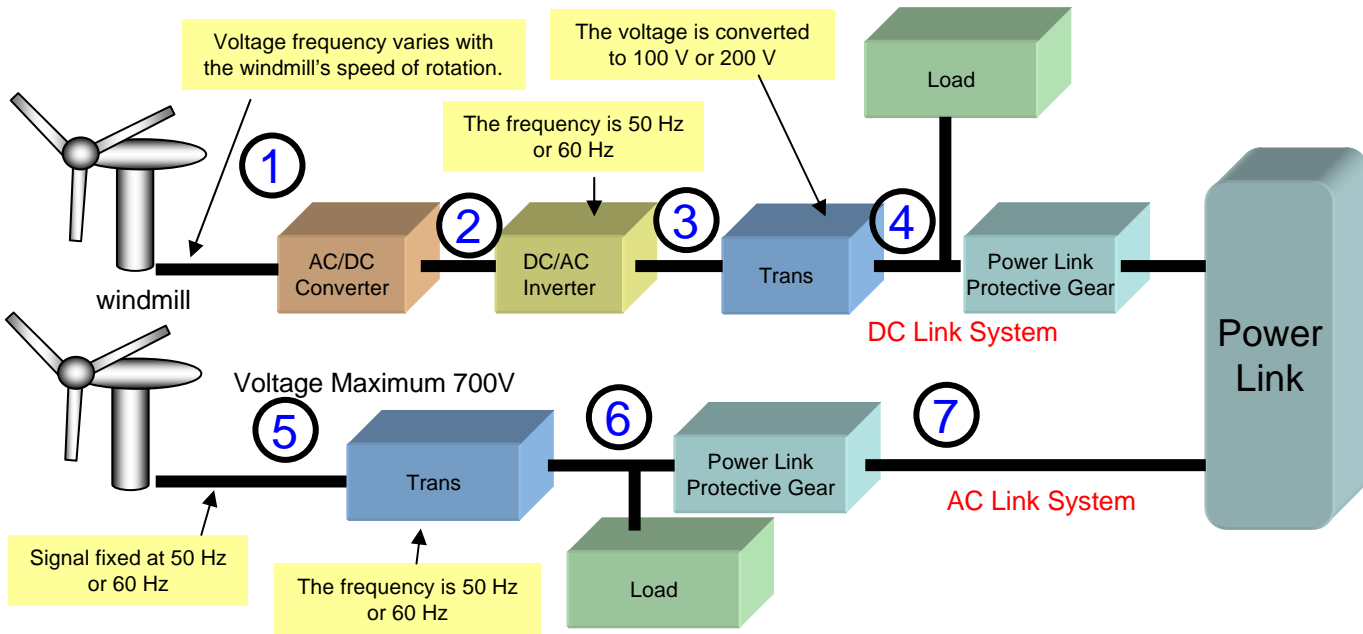 Voltage frequency varies with
the windmill's speed of rotation.
The voltage is converted
to 100 V or 200 V
Load
The frequency is 50 Hz
or 60 Hz
1
2
3
4
AC/DC
Converter
DC/AC
Inverter
Trans
Power Link
Protective Gear
windmill
DC Link System
Power
Link
Voltage Maximum 700V
5
6
7
Trans
Power Link
Protective Gear
AC Link System
Signal fixed at 50 Hz
or 60 Hz
The frequency is 50 Hz
or 60 Hz
Load